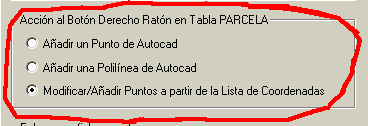 Acción al Botón Derecho Ratón en Tabla PARCELA
Añadir un Punto de Autocad
Añadir una Polilínea de Autocad
Modificar/Añadir Puntos a partir de la Lista de Coordenadas